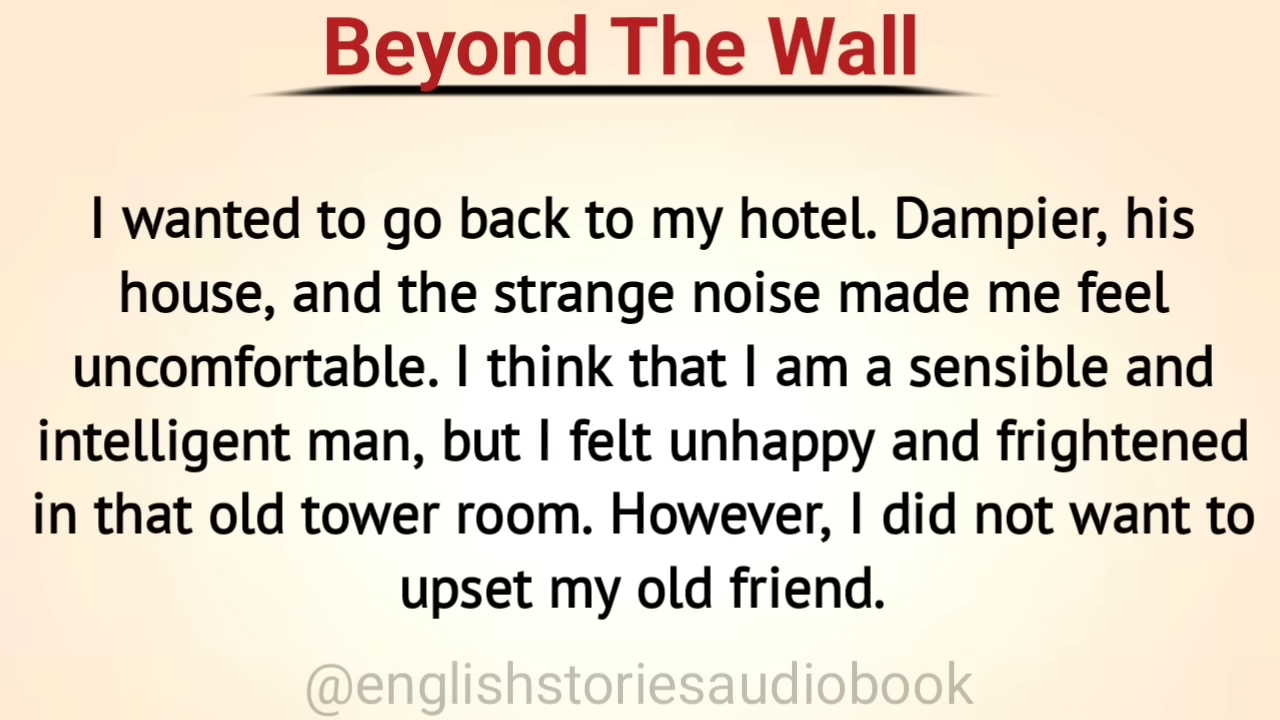 Beyond The Wall
I wanted to go back to my hotel. Dampier, his
house, and the strange noise made me feel
uncomfortable. I think that I am a sensible and
intelligent man, but I felt unhappy and frightened
in that old tower room. However, I did not want to
upset my old friend.
@englishstoriesaudiobook